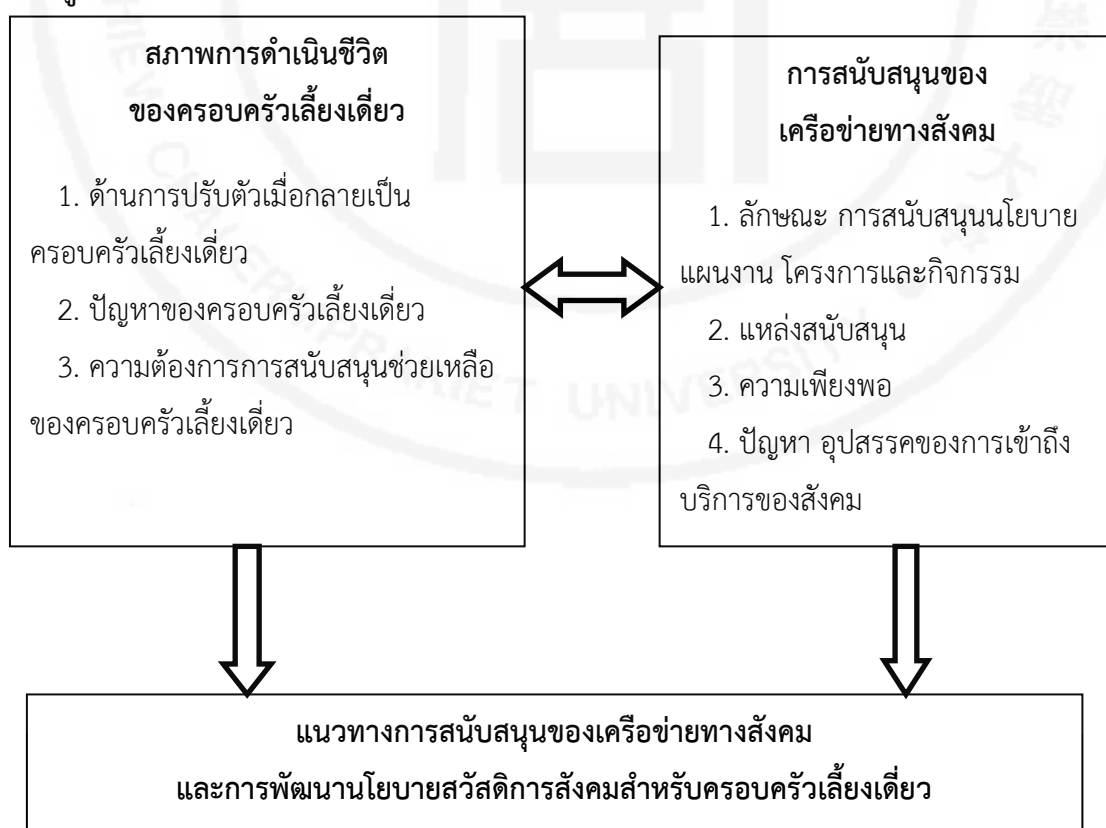 สภาพการดำเนินชีวิต
ของครอบครัวเลี้ยงเดี่ยว
1. ด้านการปรับตัวเมื่อกลายเป็น
ครอบครัวเลี้ยงเดี่ยว
2. ปัญหาของครอบครัวเลี้ยงเดี่ยว
3. ความต้องการการสนับสนุนช่วยเหลือ
ของครอบครัวเลี้ยงเดี่ยว
การสนับสนุนของ
เครือข่ายทางสังคม
1. ลักษณะ การสนับสนุนนโยบาย
แผนงาน โครงการและกิจกรรม
2. แหล่งสนับสนุน
3. ความเพียงพอ
4. ปัญหา อุปสรรคของการเข้าถึง
บริการของสังคม
แนวทางการสนับสนุนของเครือข่ายทางสังคม
และการพัฒนานโยบายสวัสดิการสังคมสำหรับครอบครัวเลี้ยงเดี่ยว
UNIVERSITY